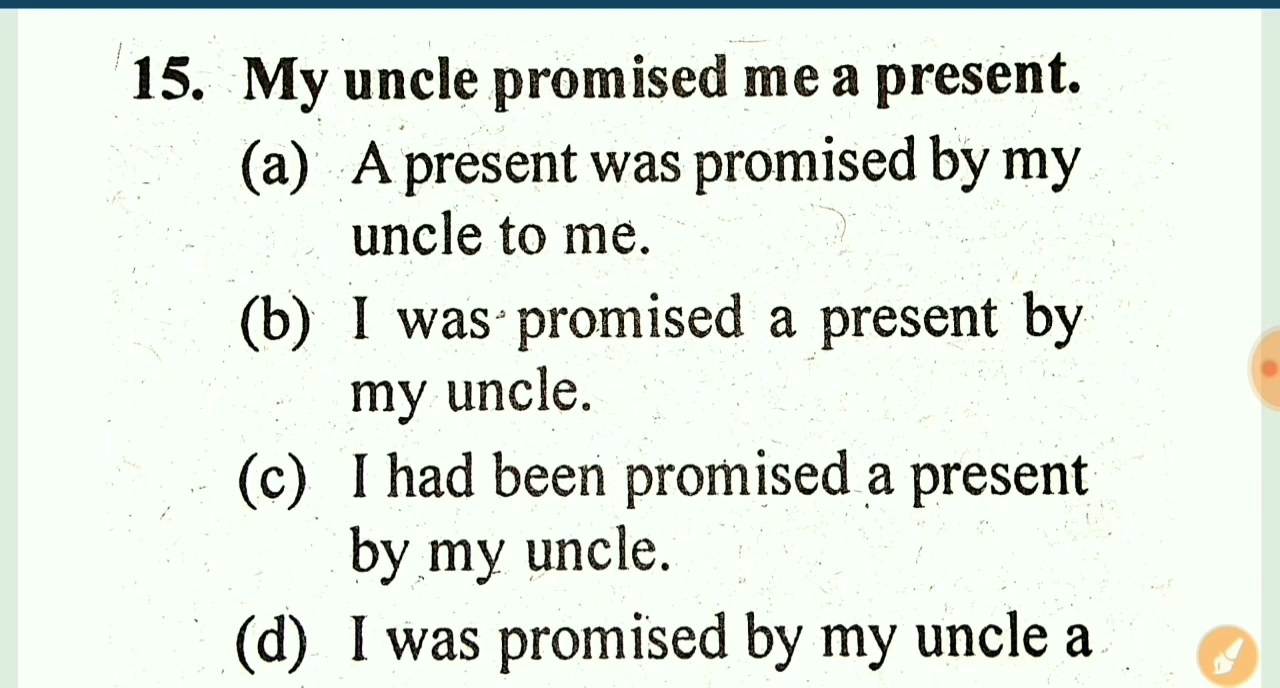 15. My uncle promised me a present.
(a) A present was promised by my
uncle to me.
(b) I was promised a present by
my uncle.
(c) I had been promised a present
by my uncle.
(d) I was promised by my uncle a